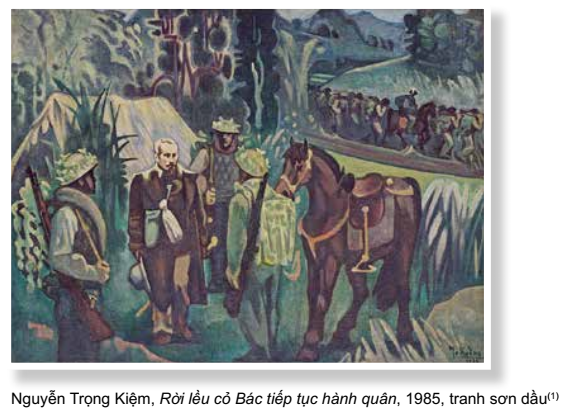 Nguyễn Trọng Kiệm, Rời lều cỏ Bác tiếp tục hành quân, 1985, tranh sơn dầu(1)